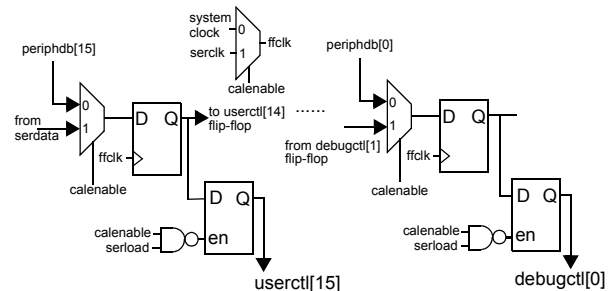 system
clock
0
serclk
1
ffclk
calenable
periphdb[15]
0
from
serdata
1
D Q
ffclk
calenable
to userctl[14]
flip-flop
......
D Q
calenable
serload
en
userctl[15]
periphdb[0]
0
from debugctl[1]
flip-flop
1
D Q
ffclk
calenable
D Q
calenable
serload
en
debugctl[0]